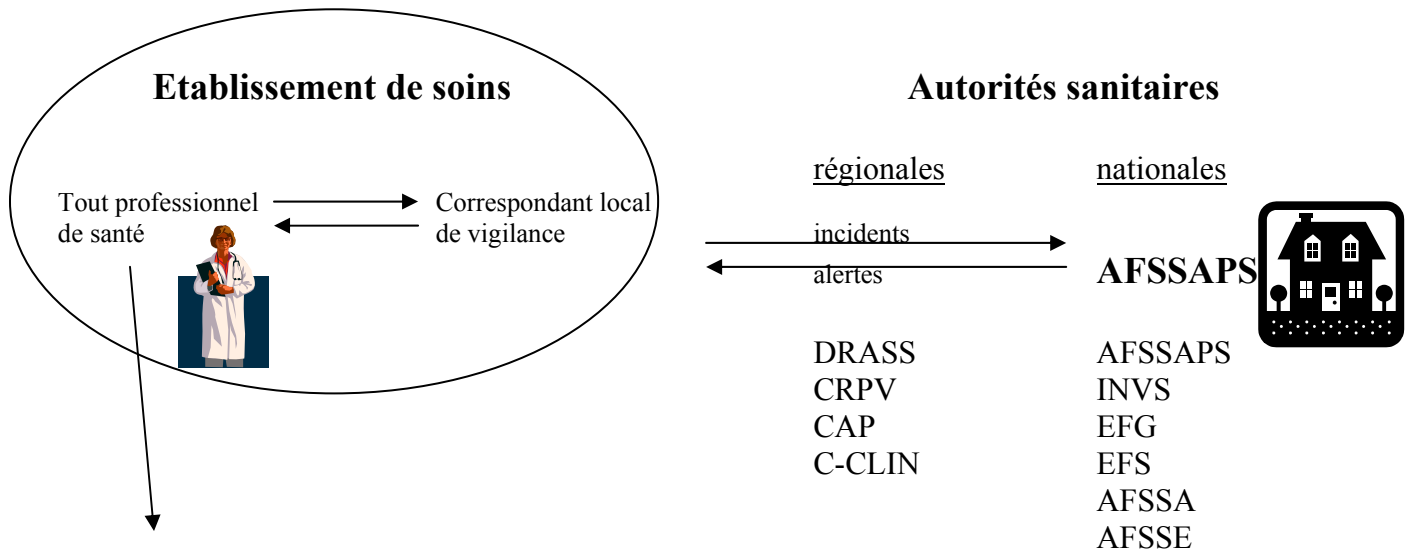 Etablissement de soins
Tout professionnel
de santé
Correspondant local
de vigilance
Autorités sanitaires
régionales
nationales
incidents
alertes
AFSSAPS
DRASS
CRPV
CAP
C-CLIN
AFSSAPS
INVS
EFG
EFS
AFSSA
AFSSE